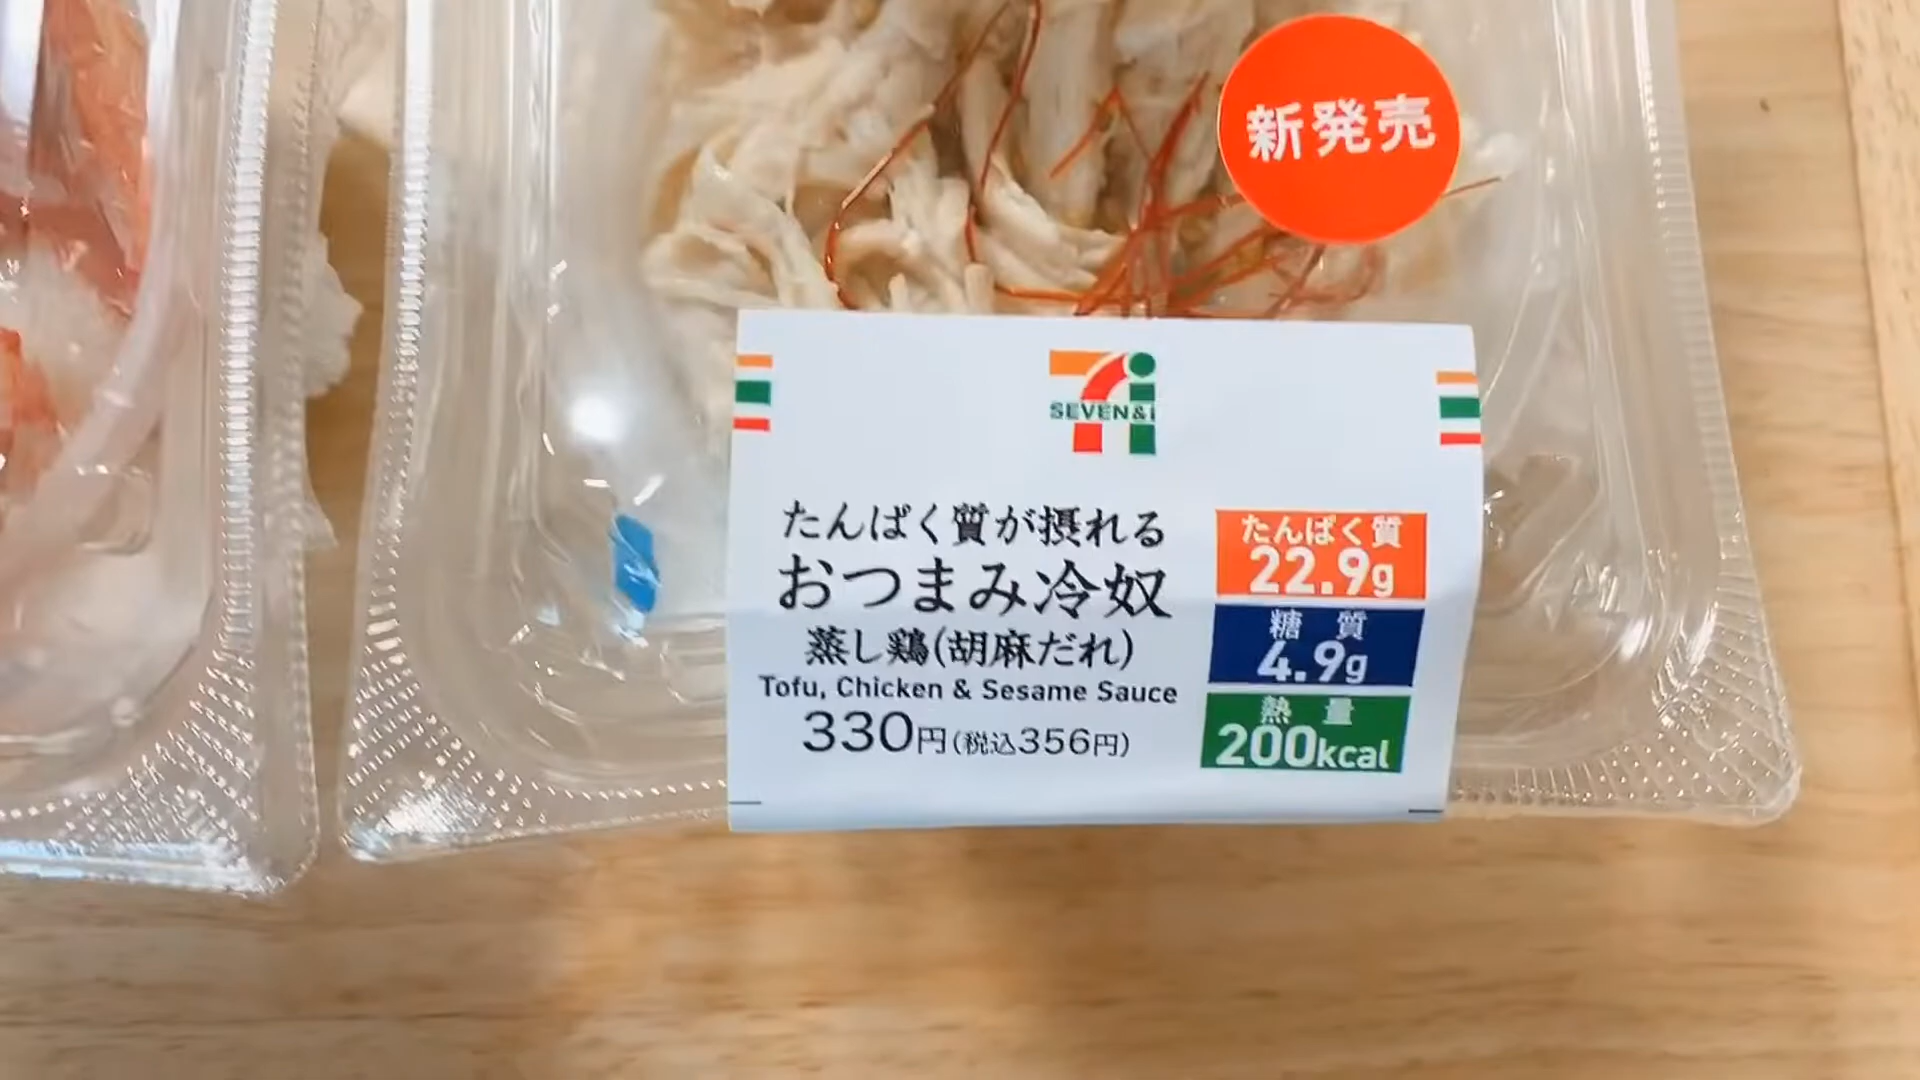 新発売
SEVEN&i
たんぱく質が摂れる
おつまみ冷奴
蒸し鶏(胡麻だれ)
Tofu, Chicken & Sesame Sauce
330円(税込356円)
たんぱく質
22.9g
糖質
4.9g
熱量
200kcal